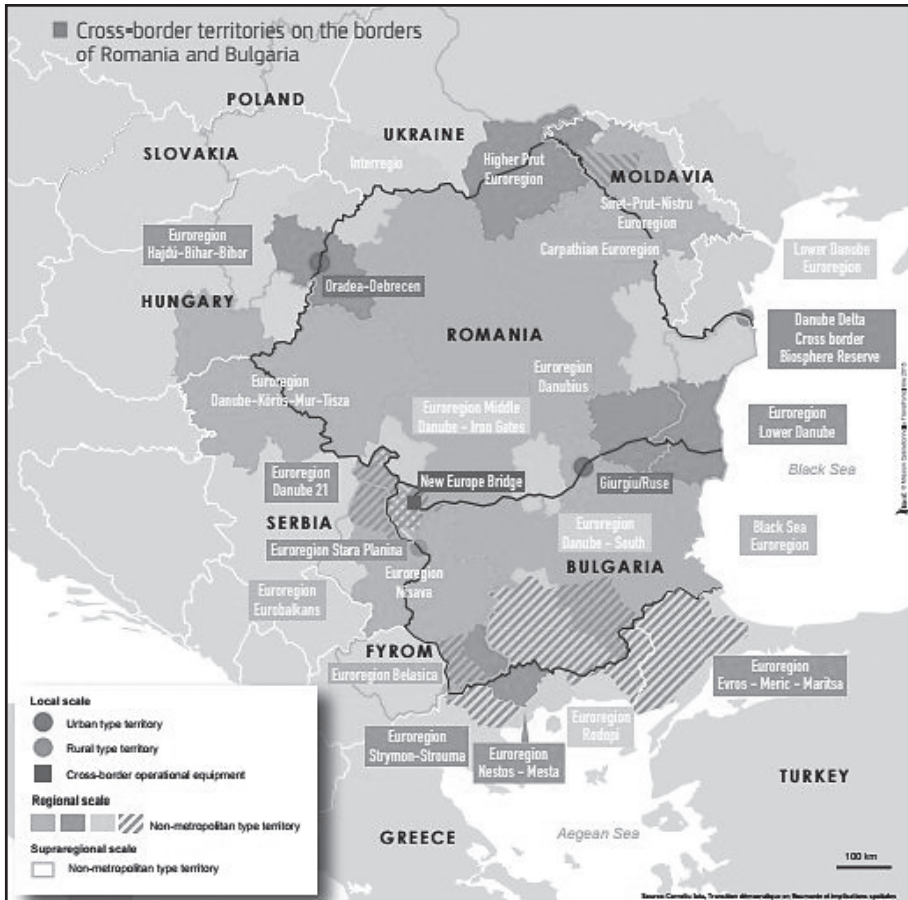 Cross-border territories on the borders
of Romania and Bulgaria
POLAND
UKRAINE
SLOVAKIA
Interregio
Higher Prut
Euroregion
MOLDAVIA
Siret-Prut-Nistru
Euroregion
Euroregion
Hajdú-Bihar-Bihor
Carpathian Euroregion
Lower Danube
Euroregion
Oradea-Debrecen
HUNGARY
Danube Delta
Cross border
Biosphere Reserve
ROMANIA
Euroregion
Danubius
Euroregion
Danube-Körös-Mur-Tisza
Euroregion Middle
Danube - Iron Gates
Euroregion
Lower Danube
Euroregion
Danube 21
New Europe Bridge
Giurgiu/Ruse
Black Sea
SERBIA
Euroregion
Danube - South
Black Sea
Euroregion
Euroregion Stara Planina
BULGARIA
Euroregion
Nisava
Euroregion
Eurobalkans
FYROM
Euroregion Belasica
Euroregion
Evros - Meric - Maritsa
Euroregion
Rodopi
Euroregion
Strymon-Strouma
Euroregion
Nestos - Mesta
TURKEY
GREECE
Aegean Sea
100 km
Local scale
Urban type territory
Rural type territory
Cross-border operational equipment
Regional scale
Non-metropolitan type territory
Supraregional scale
Non-metropolitan type territory